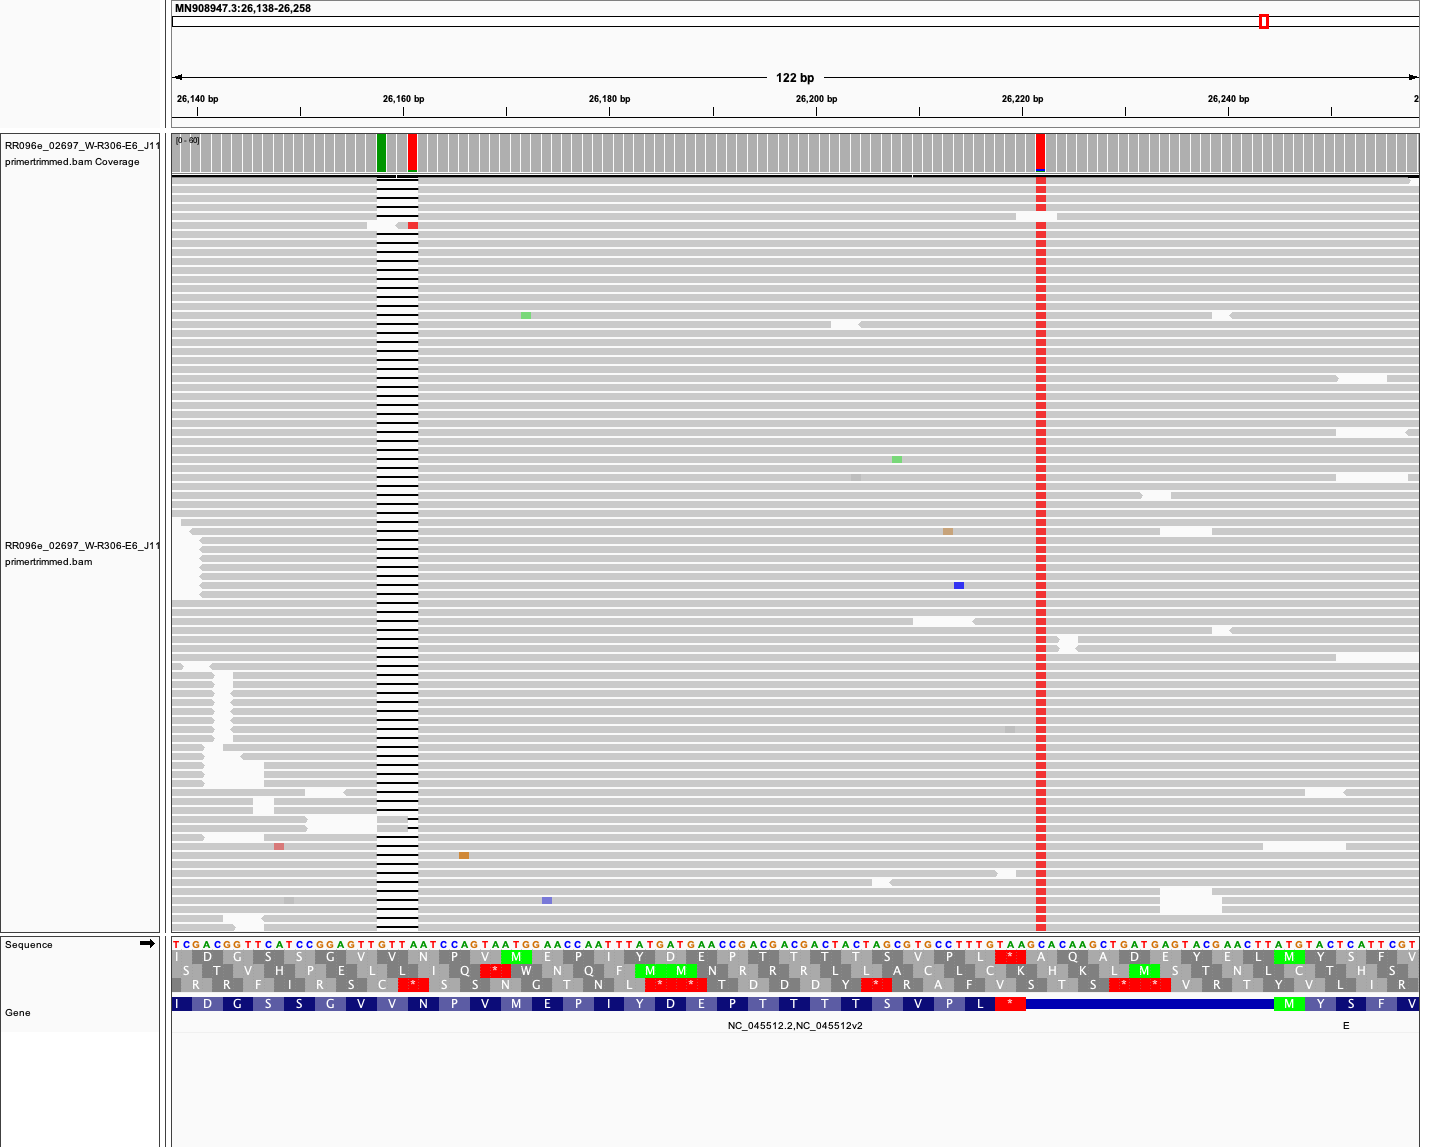 MN908947.3:26,138-26,258
122 bp
26,140 bp 26,160 bp 26,180 bp 26,200 bp 26,220 bp 26,240 bp 2
RR096e_02697_W-R306-E6_J11
primertrimmed.bam Coverage
[0 - 60]
RR096e_02697_W-R306-E6_J11
primertrimmed.bam
Sequence
TCGACGGTTCATCCGGAGTTGTTAATCCAGTAATGGAACCAATTTATGATGAACCGACGACGACTACTAGCGTGCCTTTGTAAGCACAAGCTGATGAGTACGAACTTATGTACTCATTCGT
I D G S S G V V N P V M E P I Y D E P T T T T S V P L * A Q A D E Y E L M Y S F V
S T V H P E L L I Q * W N Q F M M N R R R L L A C L C K H K L M S T N L C T H S
R R F I R S C * S S N G T N L * * T D D D Y * R A F V S T S * * V R T Y V L I R
Gene
I D G S S G V V N P V M E P I Y D E P T T T T S V P L * M Y S F V
NC_045512.2,NC_045512v2 E